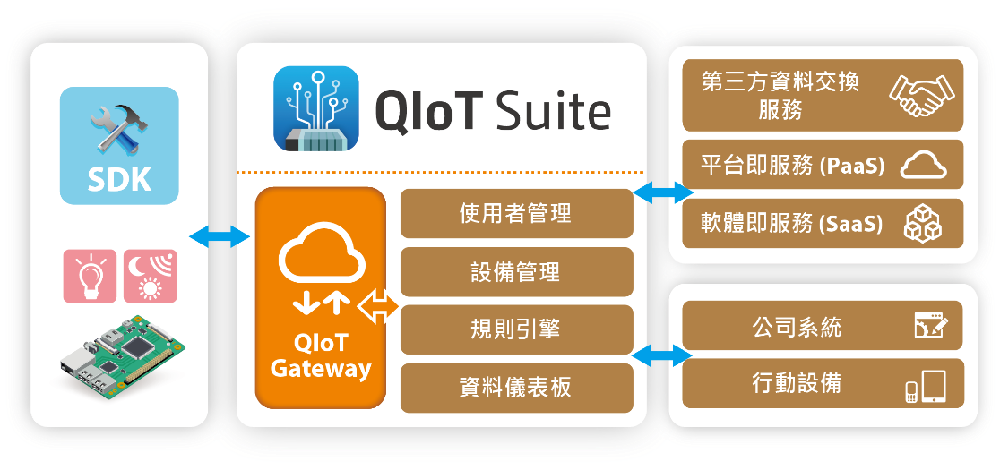 SDK
QIoT Suite
QIoT
Gateway
使用者管理
設備管理
規則引擎
資料儀表板
第三方資料交換
服務
平台即服務 (PaaS)
軟體即服務 (SaaS)
公司系統
行動設備